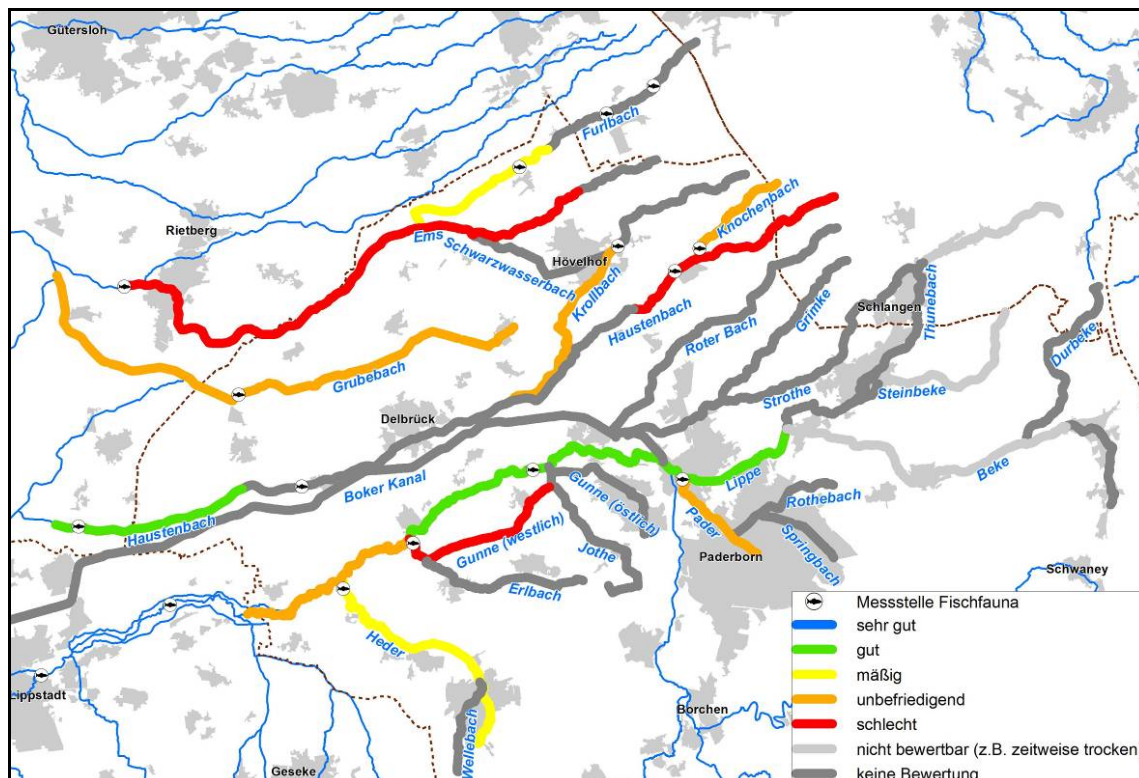 Gütersloh
Furlbach
Rietberg
Knochenbach
Ems
Schwarzwasserbach
Hövelhof
Krollbach
Haustenbach
Roter Bach
Grimke
Schlangen
Thunebach
Durbeke
Grubebach
Delbrück
Strothe
Steinbeke
Boker Kanal
Lippe
Beke
Haustenbach
Gunne (östlich)
Gunne (westlich)
Pader
Rothebach
Jothe
Springbach
Paderborn
Erlbach
Schwaney
Heder
Messstelle Fischfauna
sehr gut
gut
mäßig
Lippstadt
unbefriedigend
Borchen
schlecht
Wellebach
nicht bewertbar (z.B. zeitweise trocken
Geseke
keine Bewertung